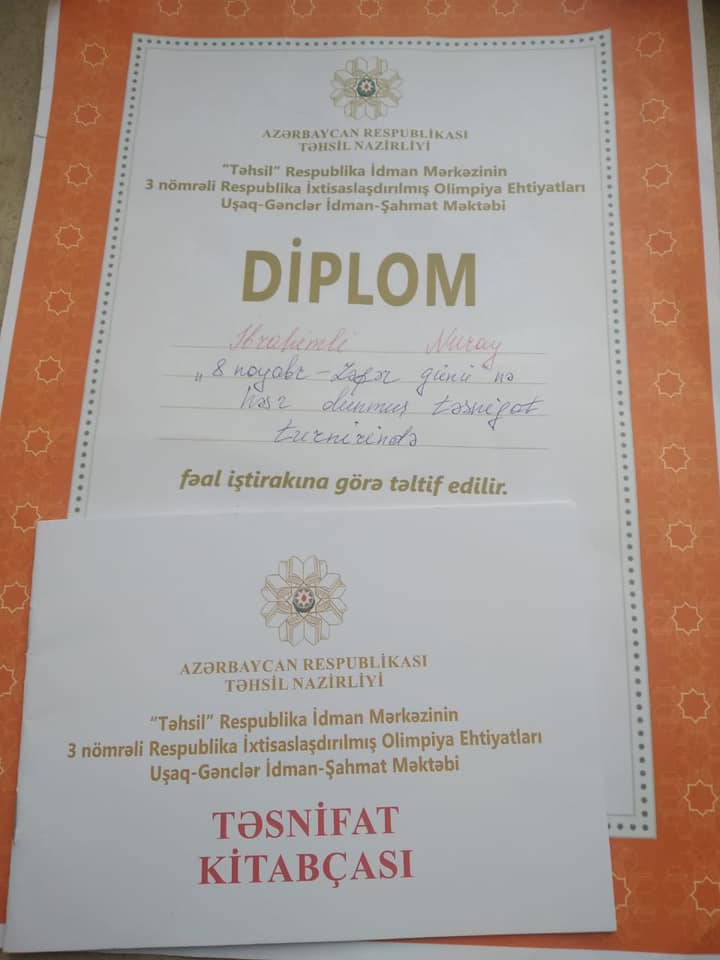 AZƏRBAYCAN RESPUBLİKASI
TƏHSİL NAZİRLİYİ
"Təhsil" Respublika İdman Mərkəzinin
3 nömrəli Respublika İxtisaslaşdırılmış Olimpiya Ehtiyatları
Uşaq-Gənclər İdman-Şahmat Məktəbi
DİPLOM
Ibrahimli Nuray
„8 noyabr - Zəfər günü nə
həsr olunmuş təsnifat
turnirində
fəal iştirakına görə təltif edilir.
AZƏRBAYCAN RESPUBLİKASI
TƏHSİL NAZİRLİYİ
"Təhsil" Respublika İdman Mərkəzinin
3 nömrəli Respublika İxtisaslaşdırılmış Olimpiya Ehtiyatları
Uşaq-Gənclər İdman-Şahmat Məktəbi
TƏSNİFAT
KİTABÇASI